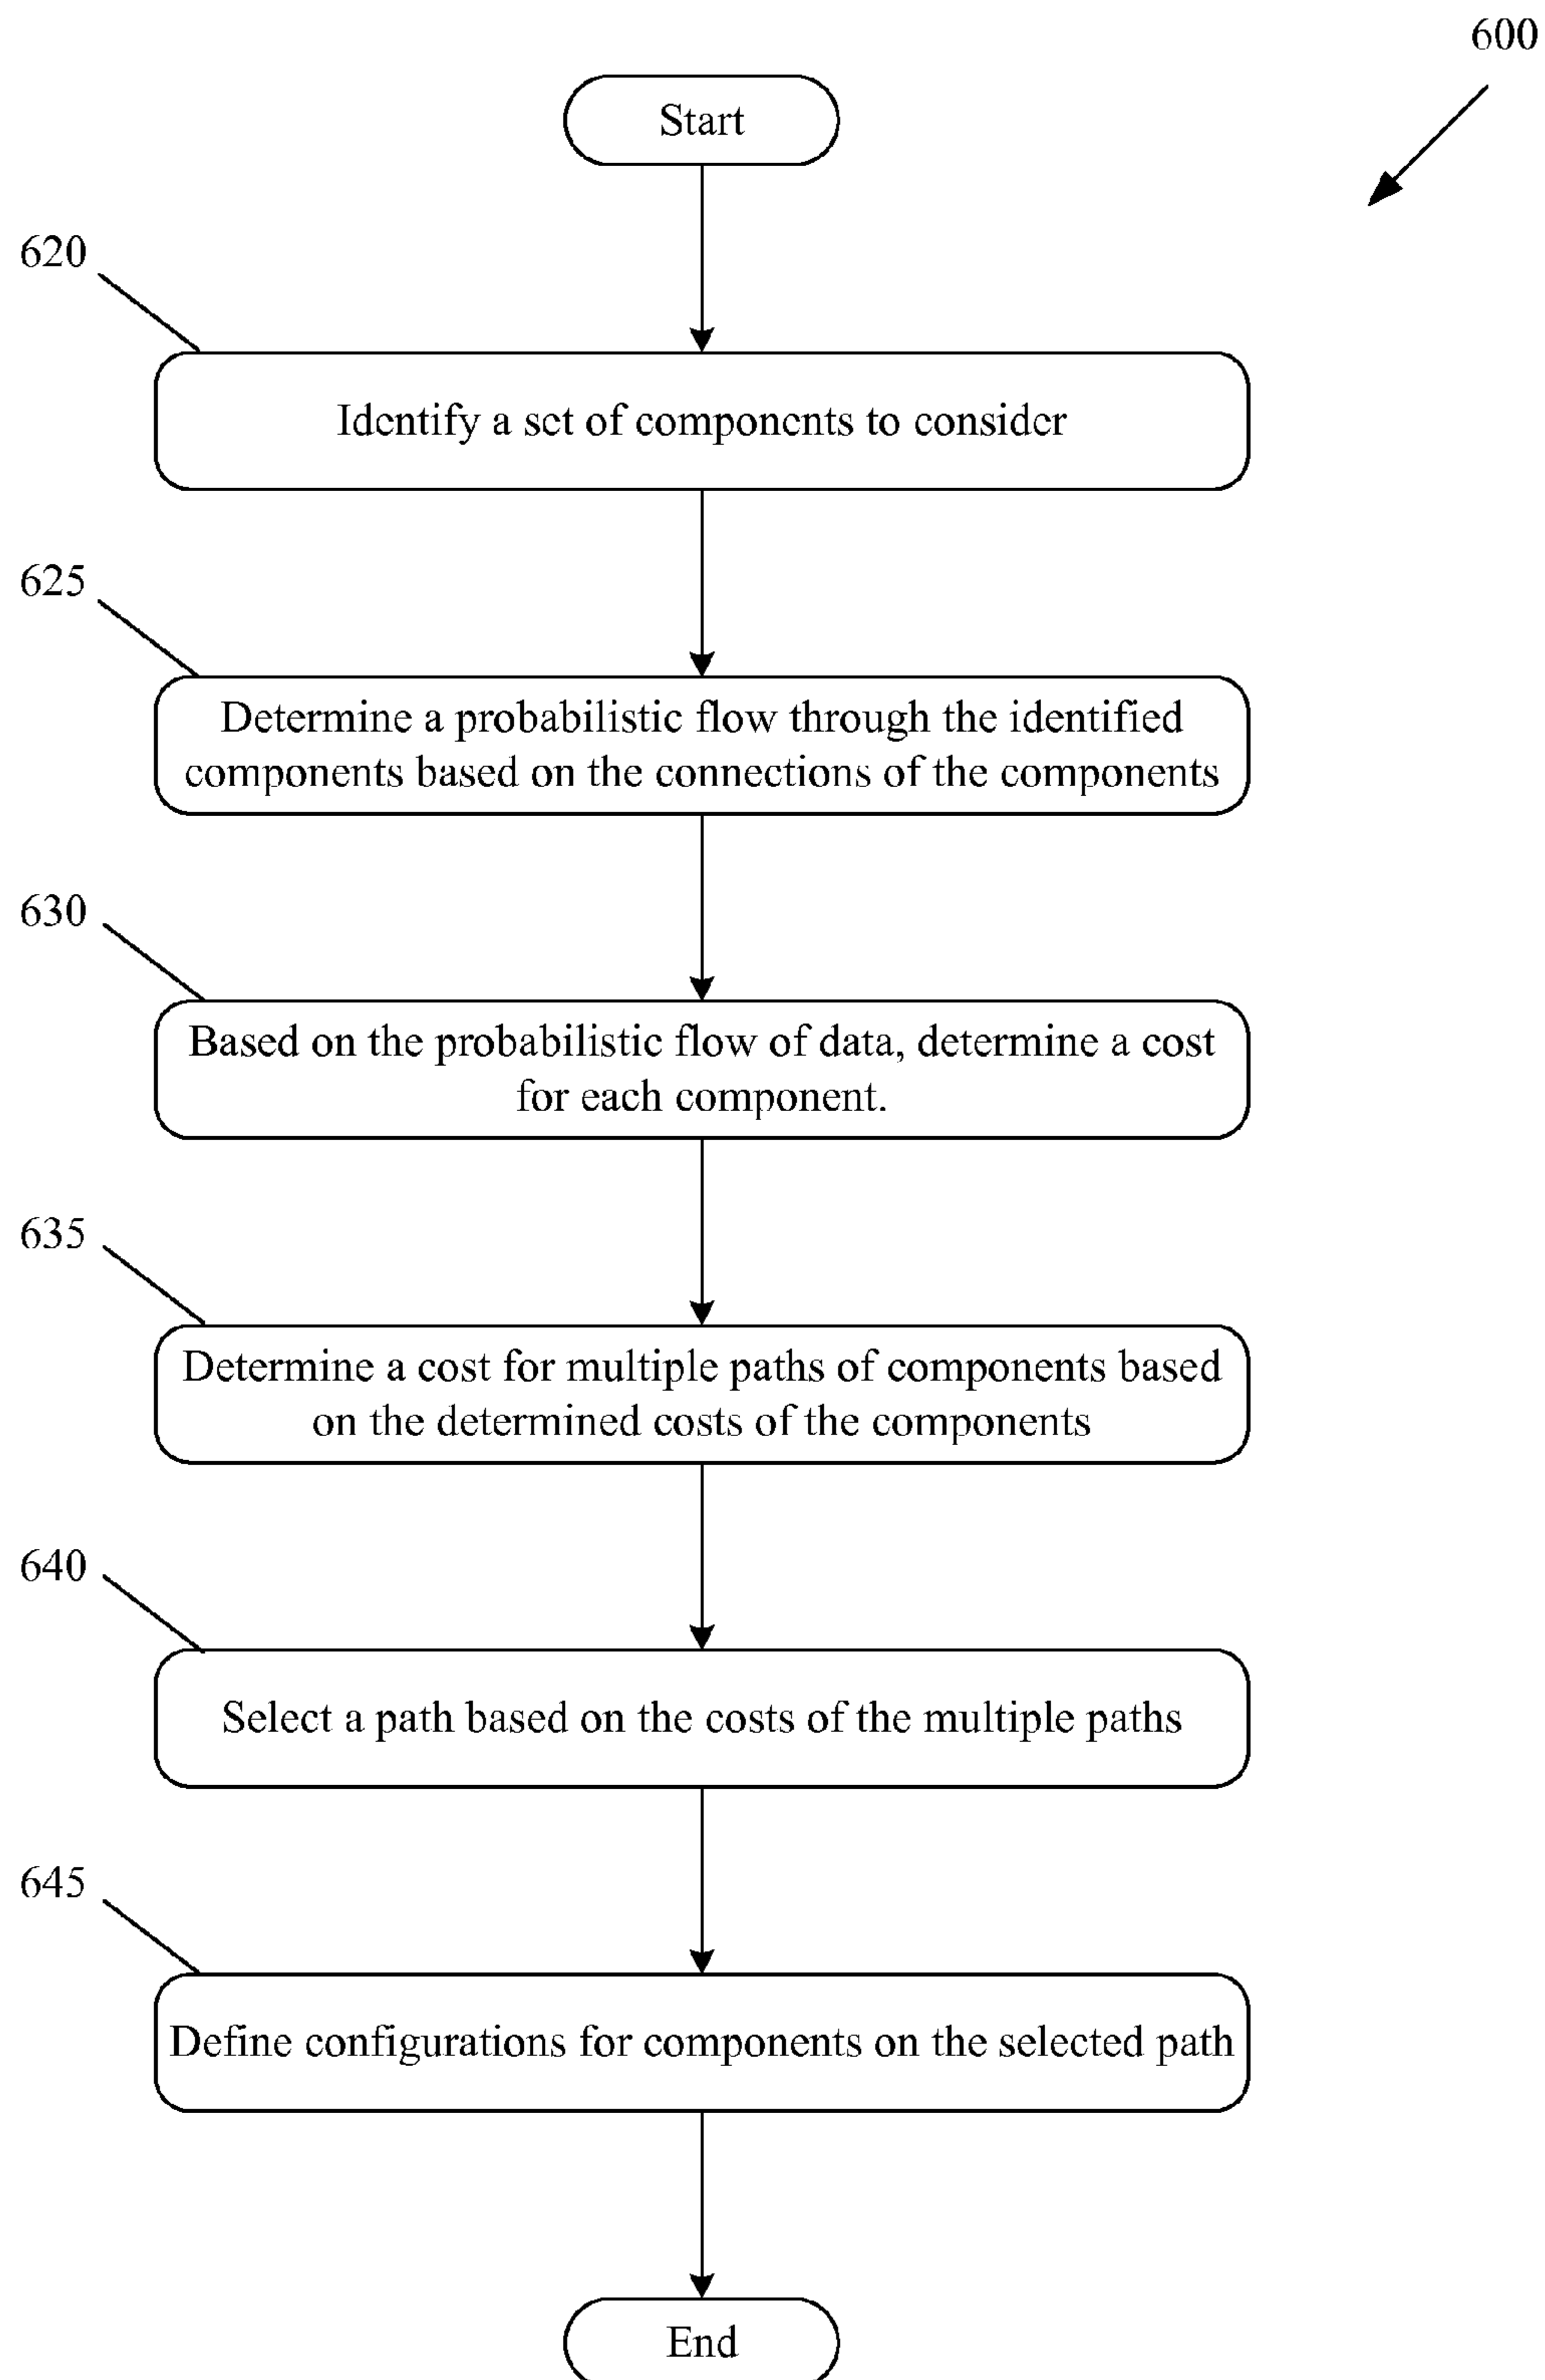 600
Start
620
Identify a set of components to consider
625
Determine a probabilistic flow through the identified
components based on the connections of the components
630
Based on the probabilistic flow of data, determine a cost
for each component.
635
Determine a cost for multiple paths of components based
on the determined costs of the components
640
Select a path based on the costs of the multiple paths
645
Define configurations for components on the selected path
End